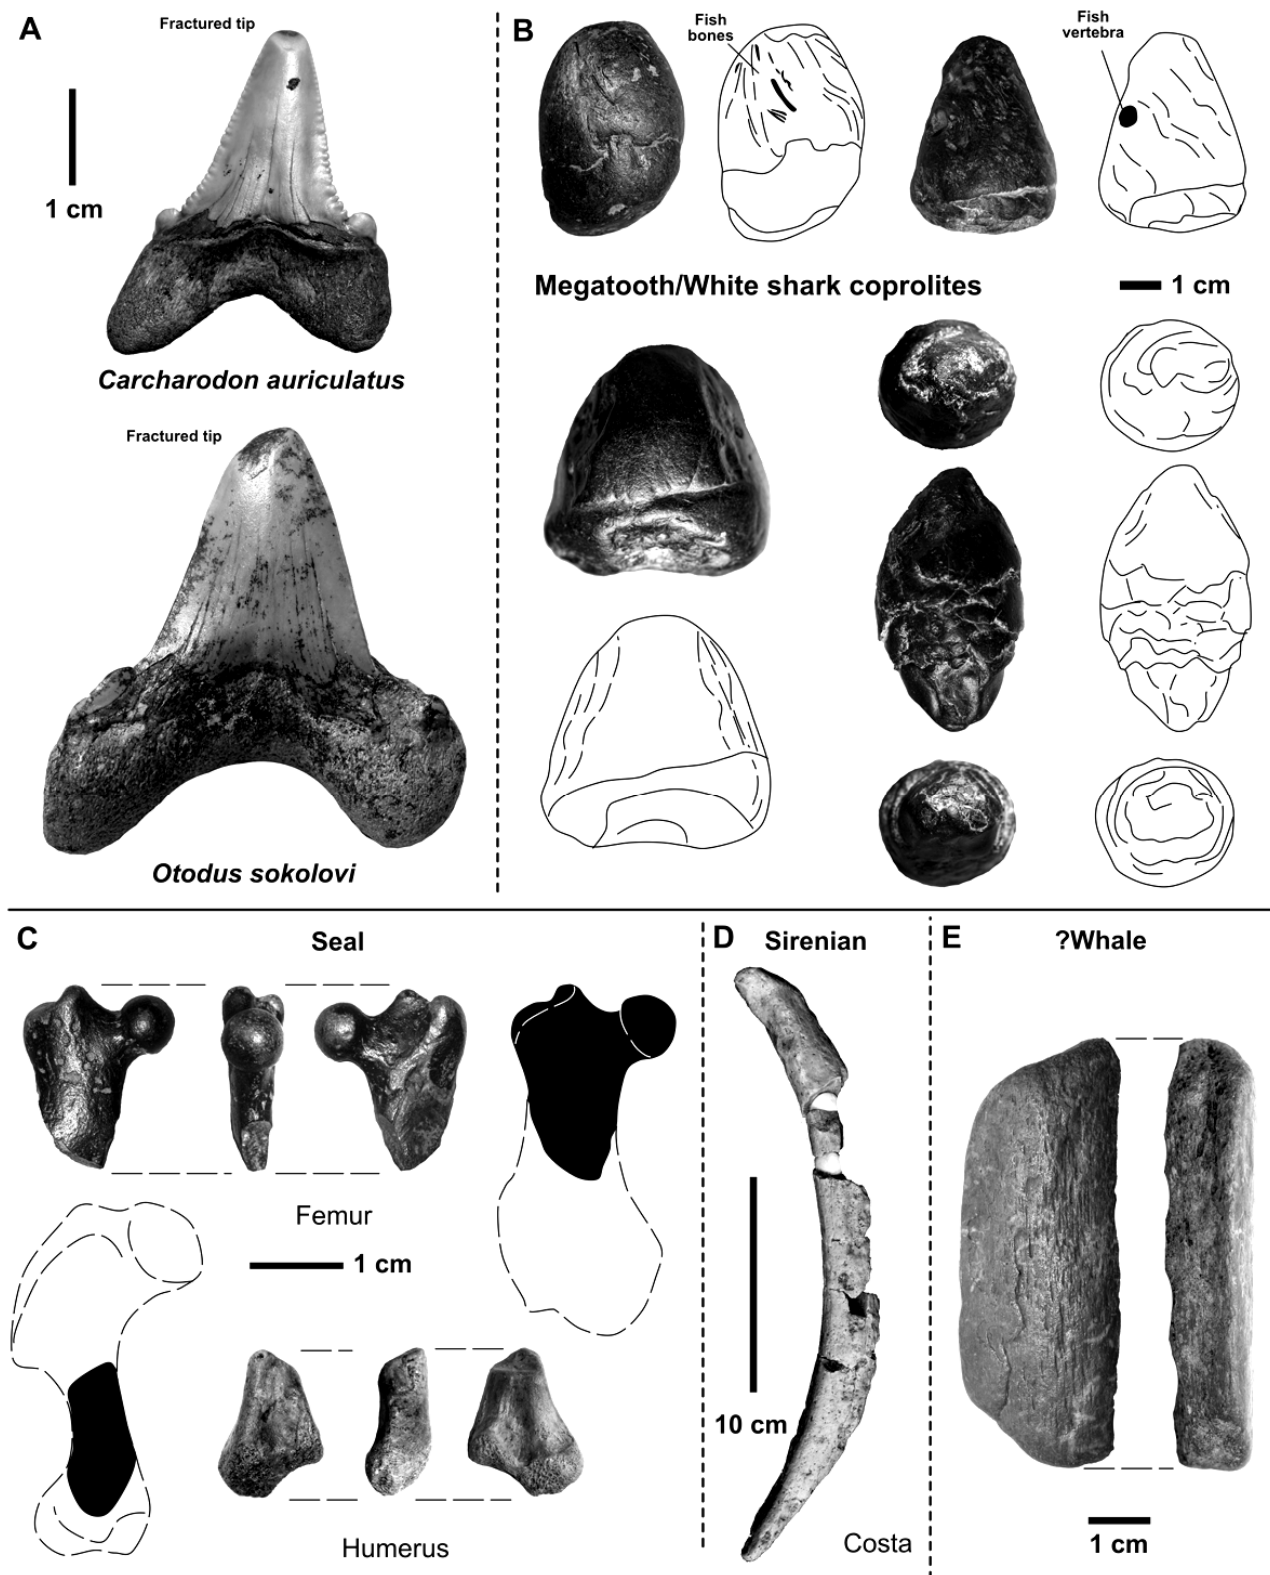 A
Fractured tip
1 cm
Carcharodon auriculatus
Fractured tip
Otodus sokolovi
B
Fish
bones
Fish
vertebra
Megatooth/White shark coprolites
1 cm
C
Seal
Femur
1 cm
Humerus
D
Sirenian
10 cm
Costa
E
?Whale
1 cm